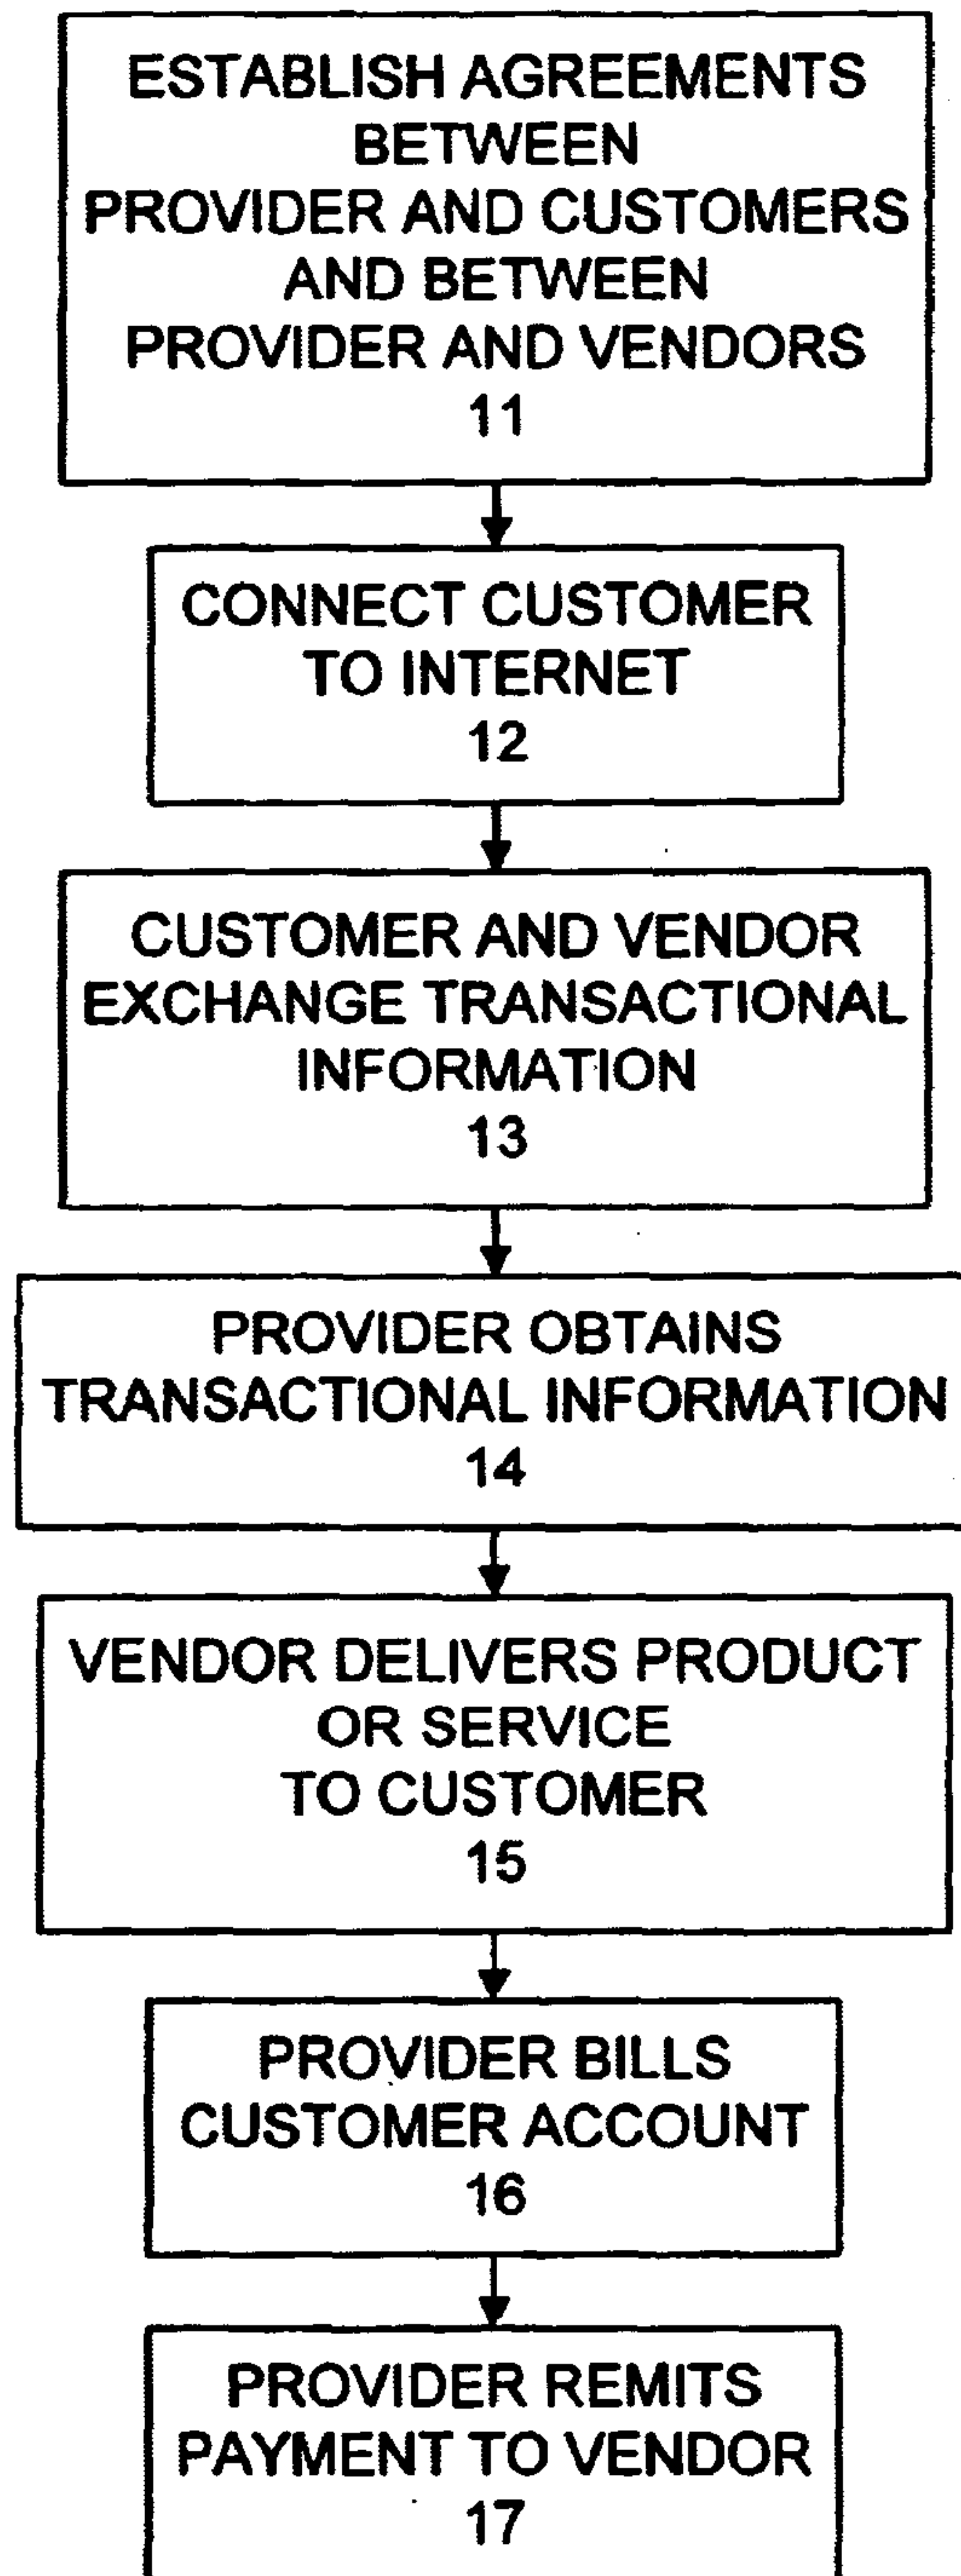 ESTABLISH AGREEMENTS
BETWEEN
PROVIDER AND CUSTOMERS
AND BETWEEN
PROVIDER AND VENDORS
11
CONNECT CUSTOMER
TO INTERNET
12
CUSTOMER AND VENDOR
EXCHANGE TRANSACTIONAL
INFORMATION
13
PROVIDER OBTAINS
TRANSACTIONAL INFORMATION
14
VENDOR DELIVERS PRODUCT
OR SERVICE
TO CUSTOMER
15
PROVIDER BILLS
CUSTOMER ACCOUNT
16
PROVIDER REMITS
PAYMENT TO VENDOR
17